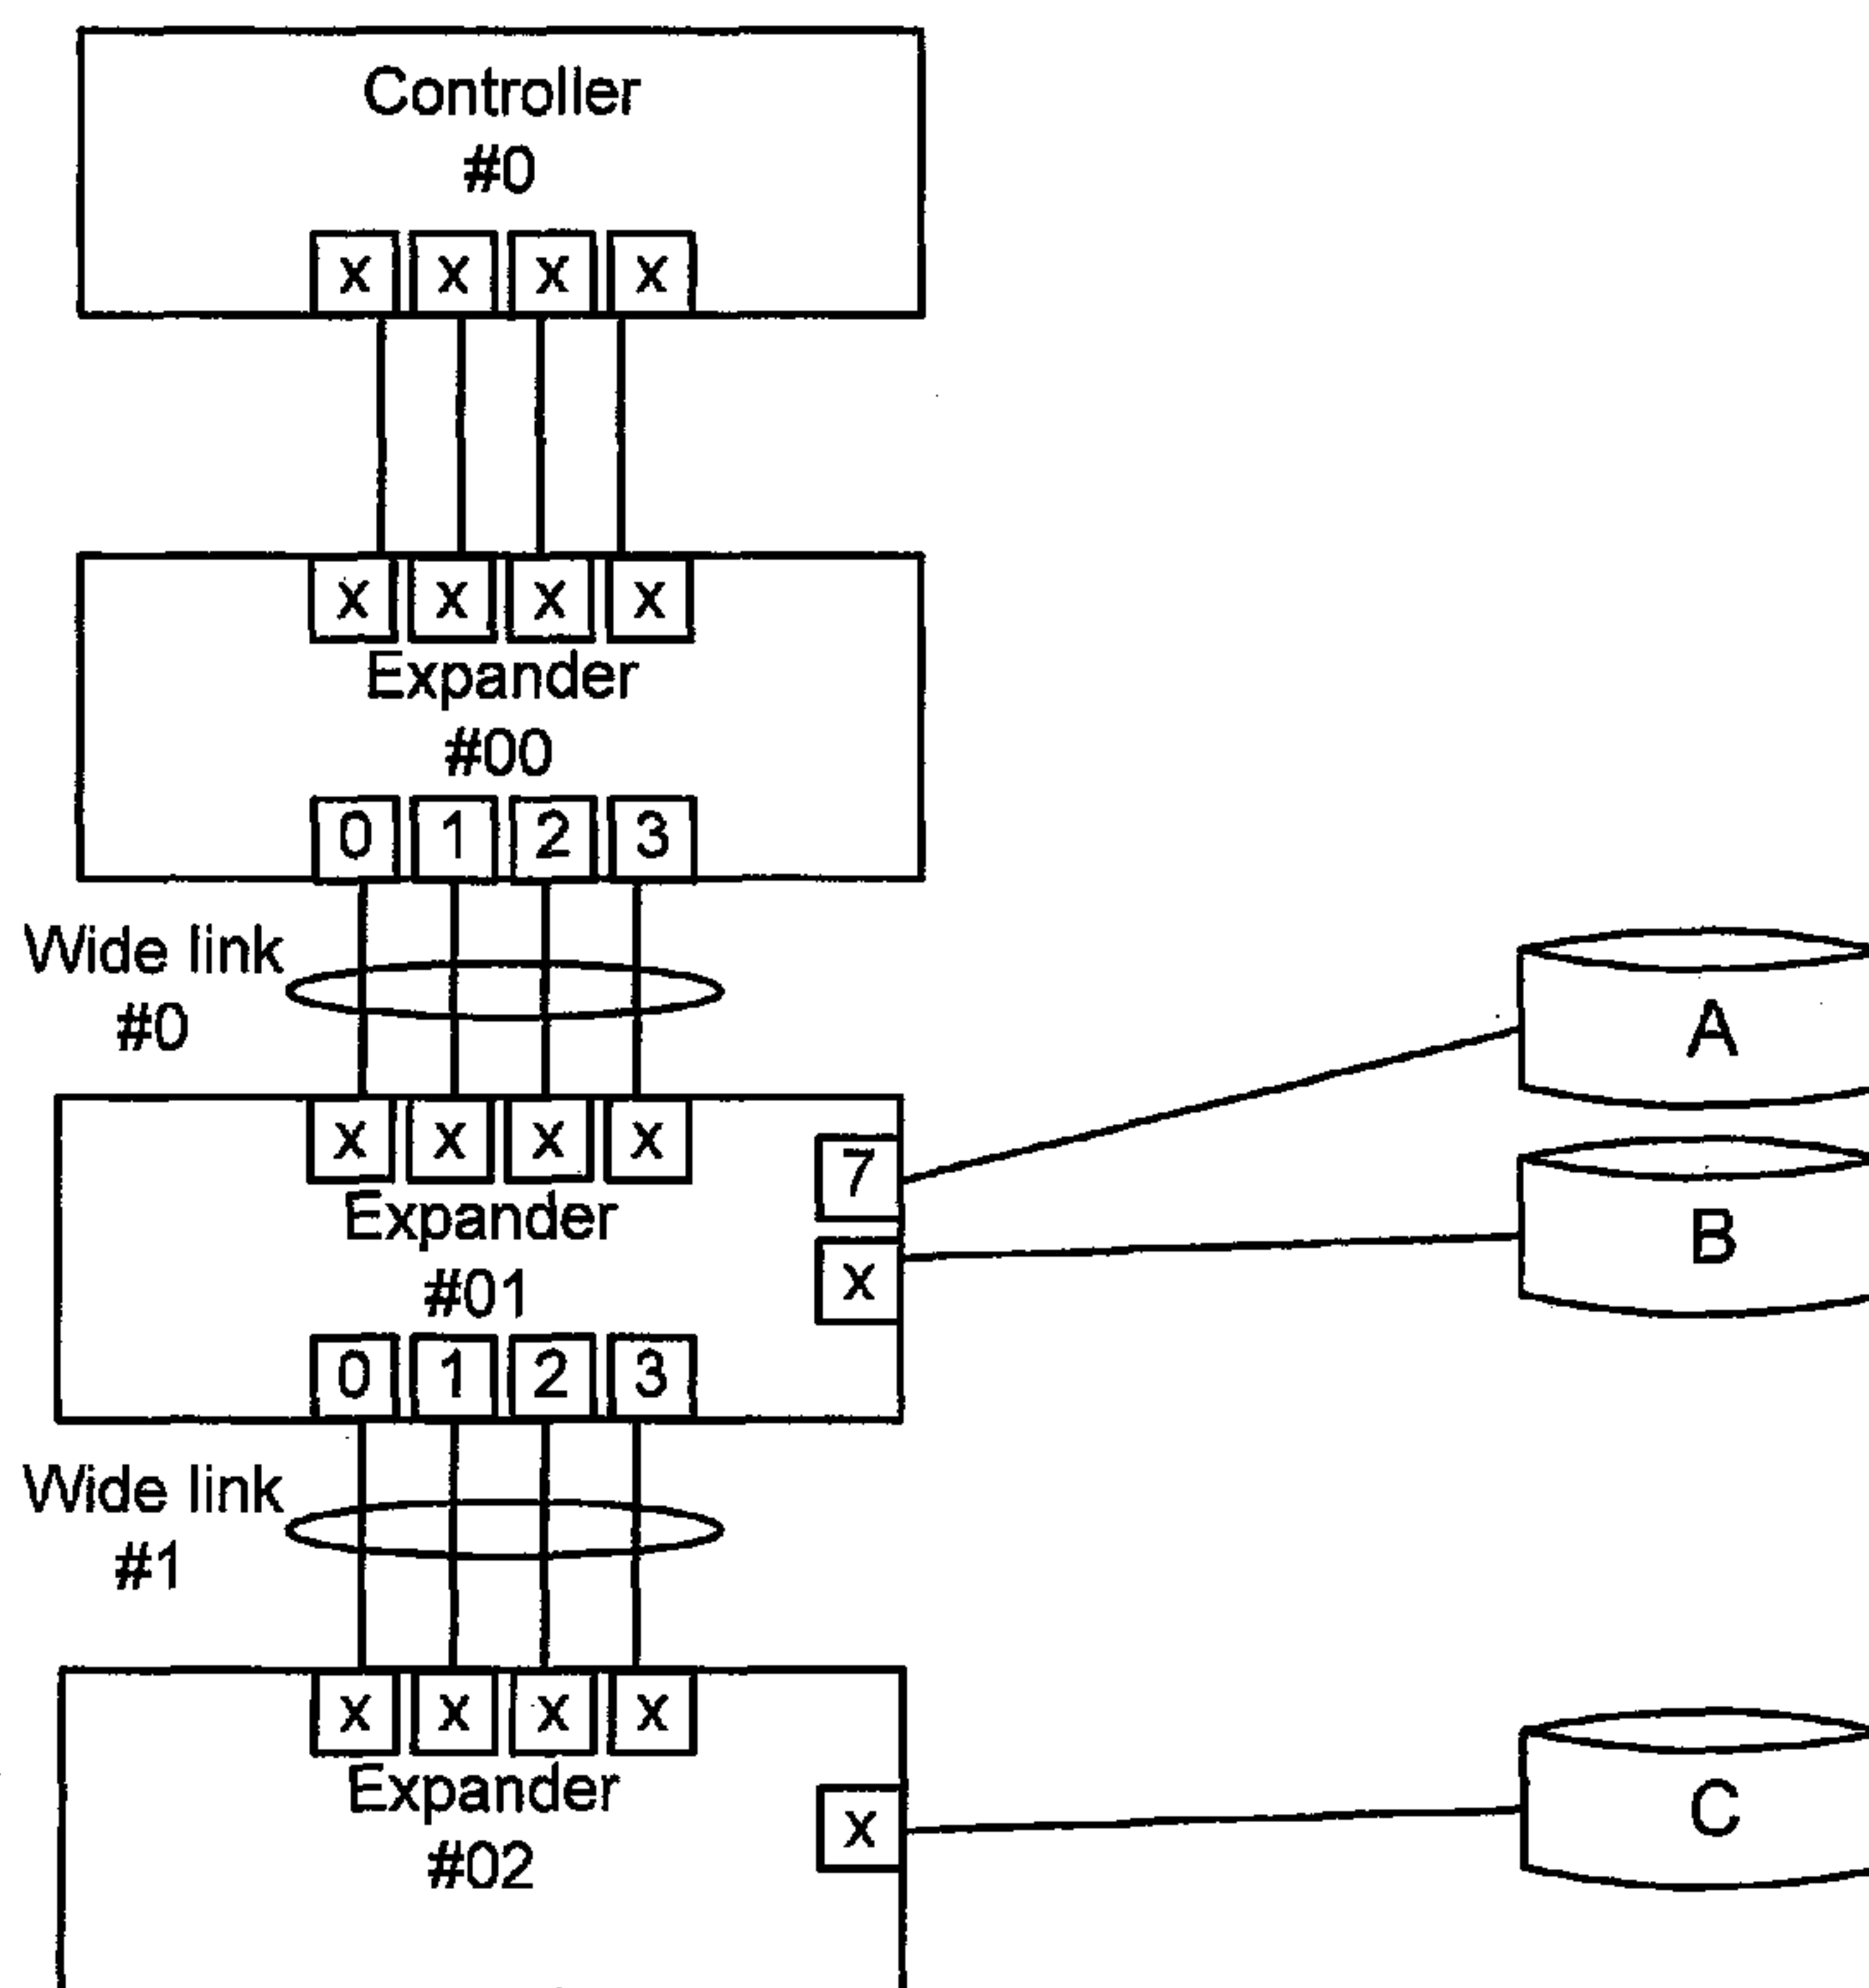 Controller
#0
x x x x
x x x x
Expander
#00
0 1 2 3
Wide link
#0
A
x x x x
7
B
Expander
x
#01
0 1 2 3
Wide link
#1
x x x x
Expander
x
C
#02